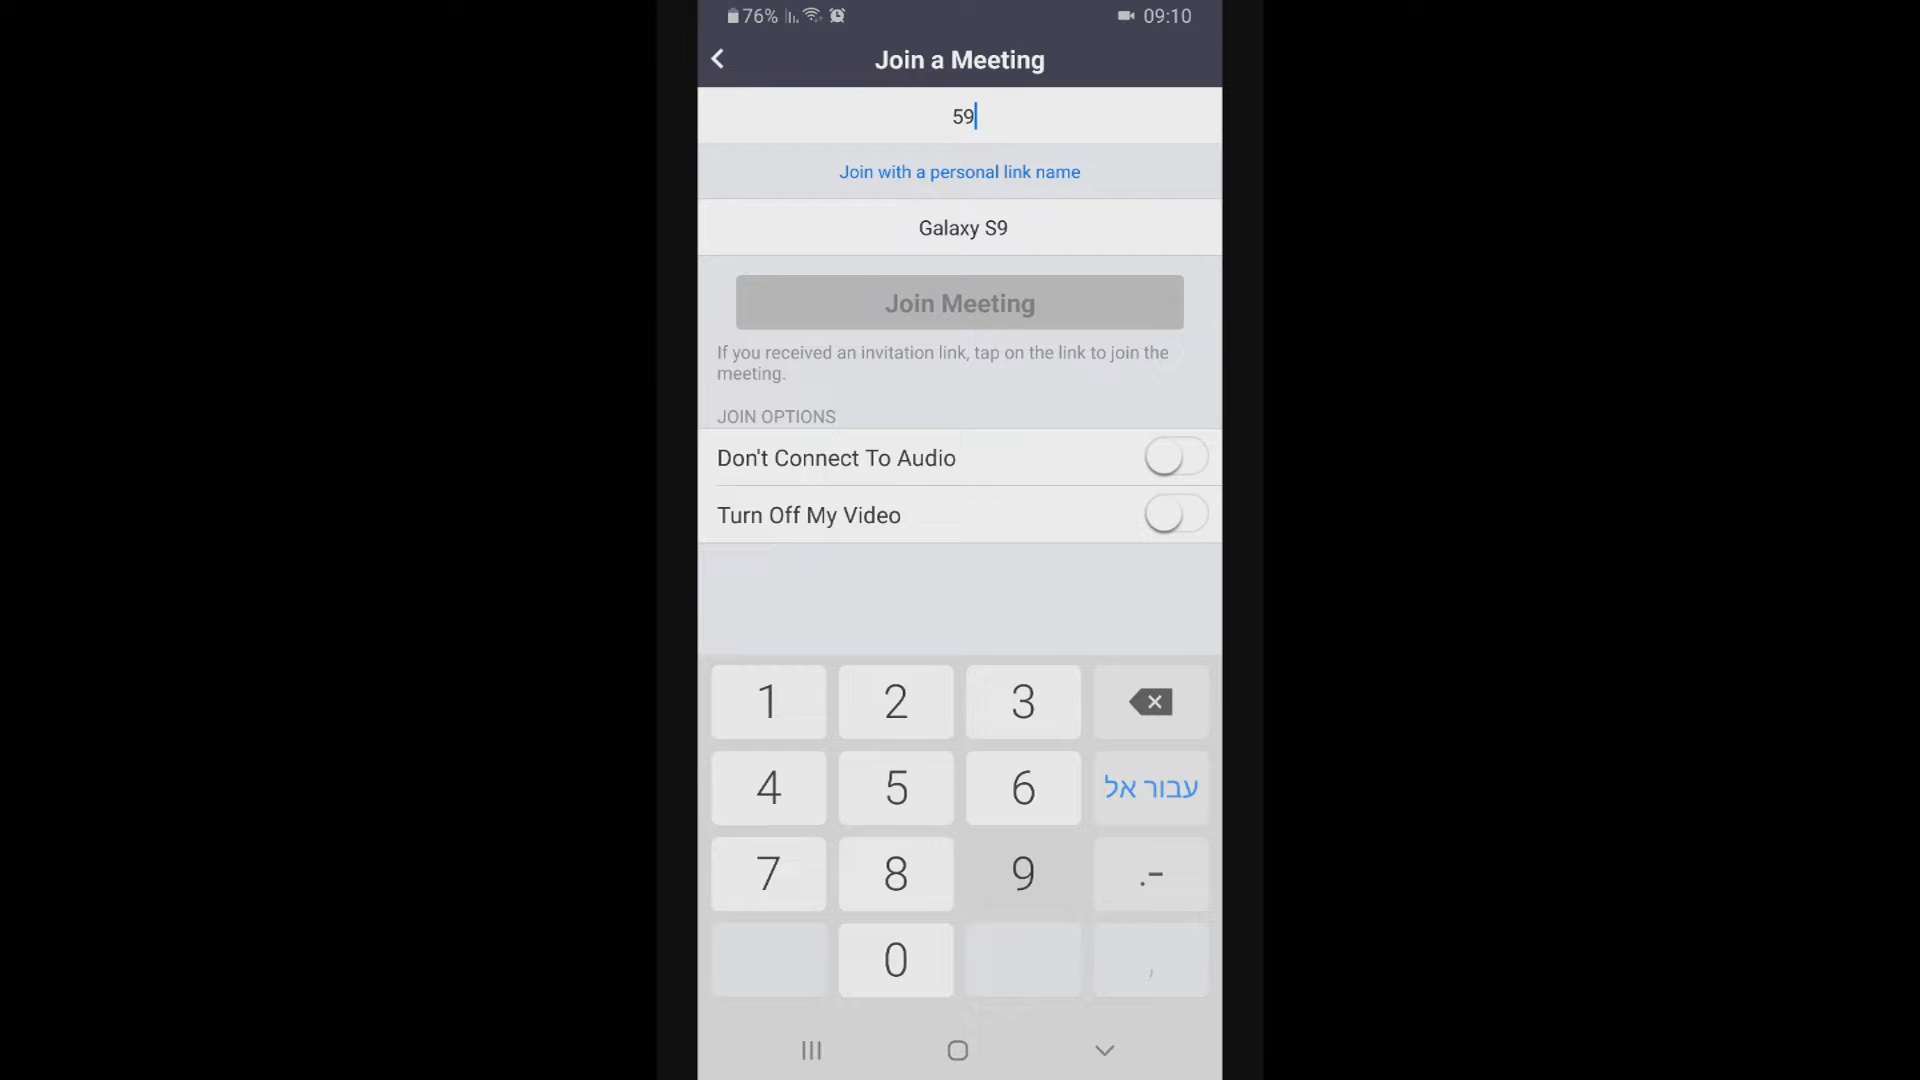 76% 09:10
Join a Meeting
59
Join with a personal link name
Galaxy S9
Join Meeting
If you received an invitation link, tap on the link to join the
meeting.
JOIN OPTIONS
Don't Connect To Audio
Turn Off My Video
1 2 3
4 5 6 עבור אל
7 8 9 .-
0 ,